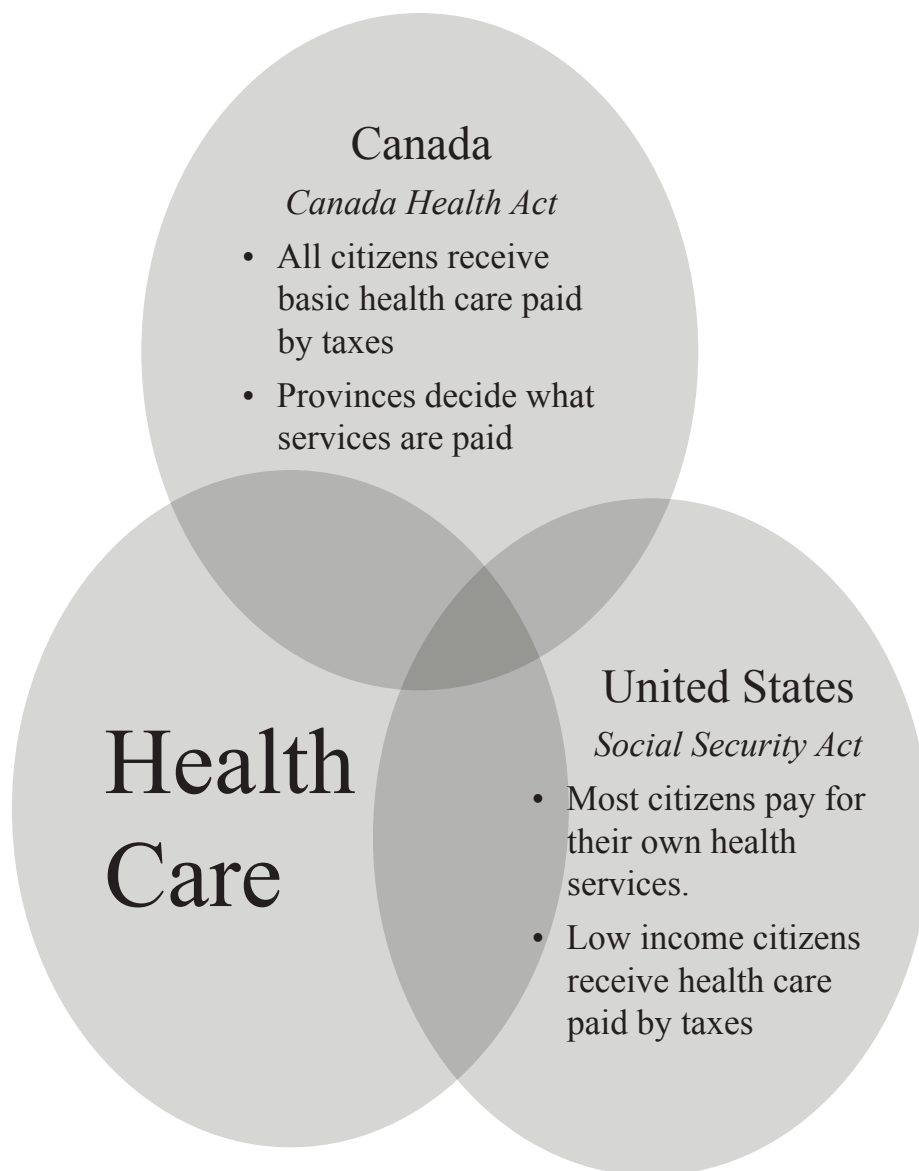 Canada
Canada Health Act
• All citizens receive
basic health care paid
by taxes
• Provinces decide what
services are paid
Health
Care
United States
Social Security Act
• Most citizens pay for
their own health
services.
• Low income citizens
receive health care
paid by taxes